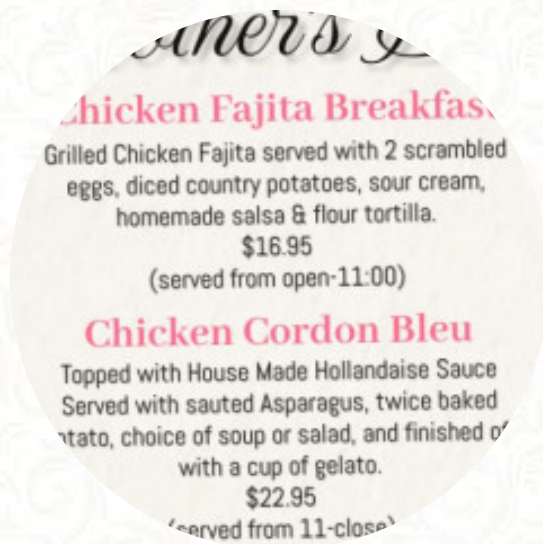 Chicken Fajita Breakfast
Grilled Chicken Fajita served with 2 scrambled
eggs, diced country potatoes, sour cream,
homemade salsa & flour tortilla.
$16.95
(served from open-11:00)
Chicken Cordon Bleu
Topped with House Made Hollandaise Sauce
Served with sauted Asparagus, twice baked
choice of soup or salad, and finished
with a cup of gelato.
$22.95
(served from 11-close)